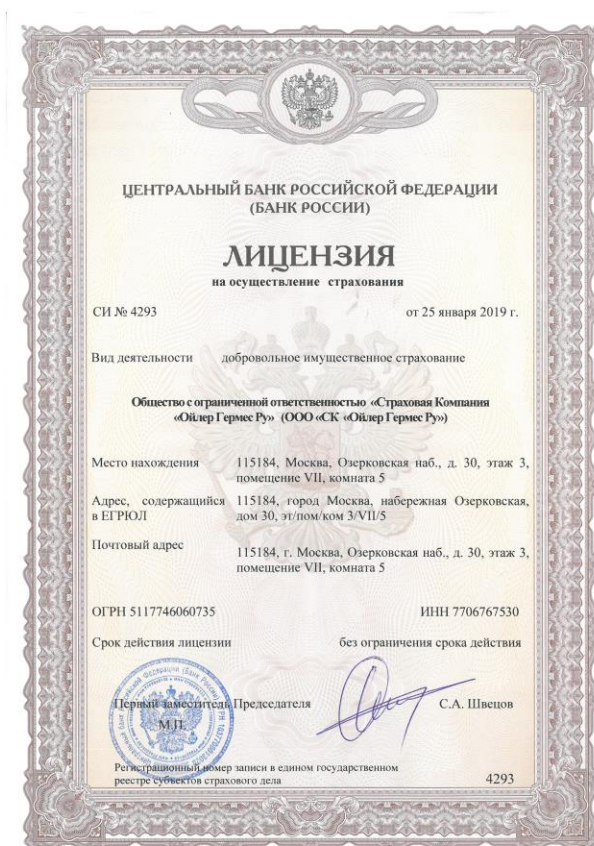 ЦЕНТРАЛЬНЫЙ БАНК РОССИЙСКОЙ ФЕДЕРАЦИИ
(БАНК РОССИИ)
ЛИЦЕНЗИЯ
на осуществление страхования
СИ № 4293 от 25 января 2019 г.
Вид деятельности добровольное имущественное страхование
Общество с ограниченной ответственностью «Страховая Компания
«Ойлер Гермес Ру» (ООО «СК «Ойлер Гермес Ру»)
Место нахождения 115184, Москва, Озерковская наб., д. 30, этаж 3,
помещение VII, комната 5
Адрес, содержащийся 115184, город Москва, набережная Озерковская,
в ЕГРЮЛ дом 30, эт/пом/ком 3/VII/5
Почтовый адрес
115184, г. Москва, Озерковская наб., д. 30, этаж 3,
помещение VII, комната 5
ОГРН 5117746060735 ИНН 7706767530
Срок действия лицензии без ограничения срока действия
Первый заместитель Председателя С.А. Швецов
М.П.
Регистрационный номер записи в едином государственном
реестре субъектов страхового дела 4293